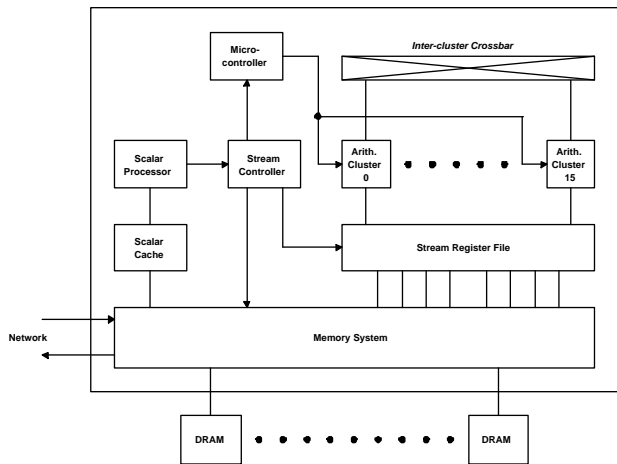 Inter-cluster Crossbar
Micro-
controller
Scalar
Processor
Stream
Controller
Arith.
Cluster
0
Arith.
Cluster
15
Scalar
Cache
Stream Register File
Network
Memory System
DRAM
DRAM